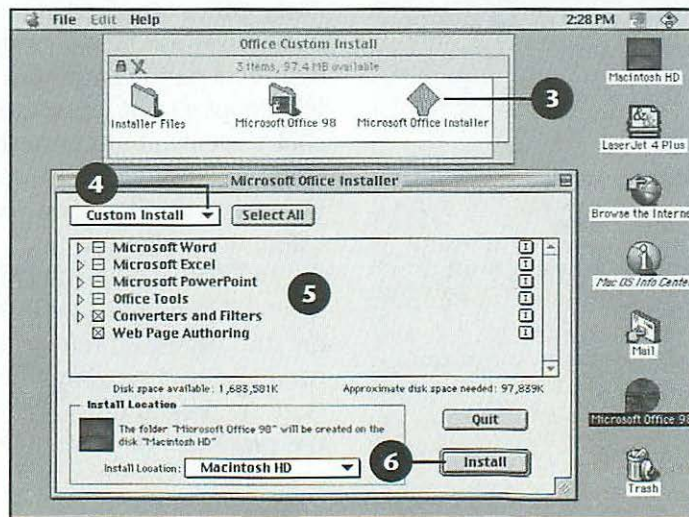 File Edit Help 2:28 PM
Office Custom Install
3 items, 97.4 MB available
Installer Files
Microsoft Office 98
Microsoft Office Installer
3
Macintosh HD
LaserJet 4 Plus
Browse the Interne
Mac OS Info Center
Mail
Microsoft Office 98
Trash
4
Microsoft Office Installer
Custom Install
Select All
Microsoft Word
Microsoft Excel
Microsoft PowerPoint
Office Tools
Converters and Filters
Web Page Authoring
5
Disk space available: 1,683,581K
Approximate disk space needed: 97,839K
Install Location
The folder "Microsoft Office 98" will be created on the
disk "Macintosh HD"
Install Location: Macintosh HD
Quit
6
Install